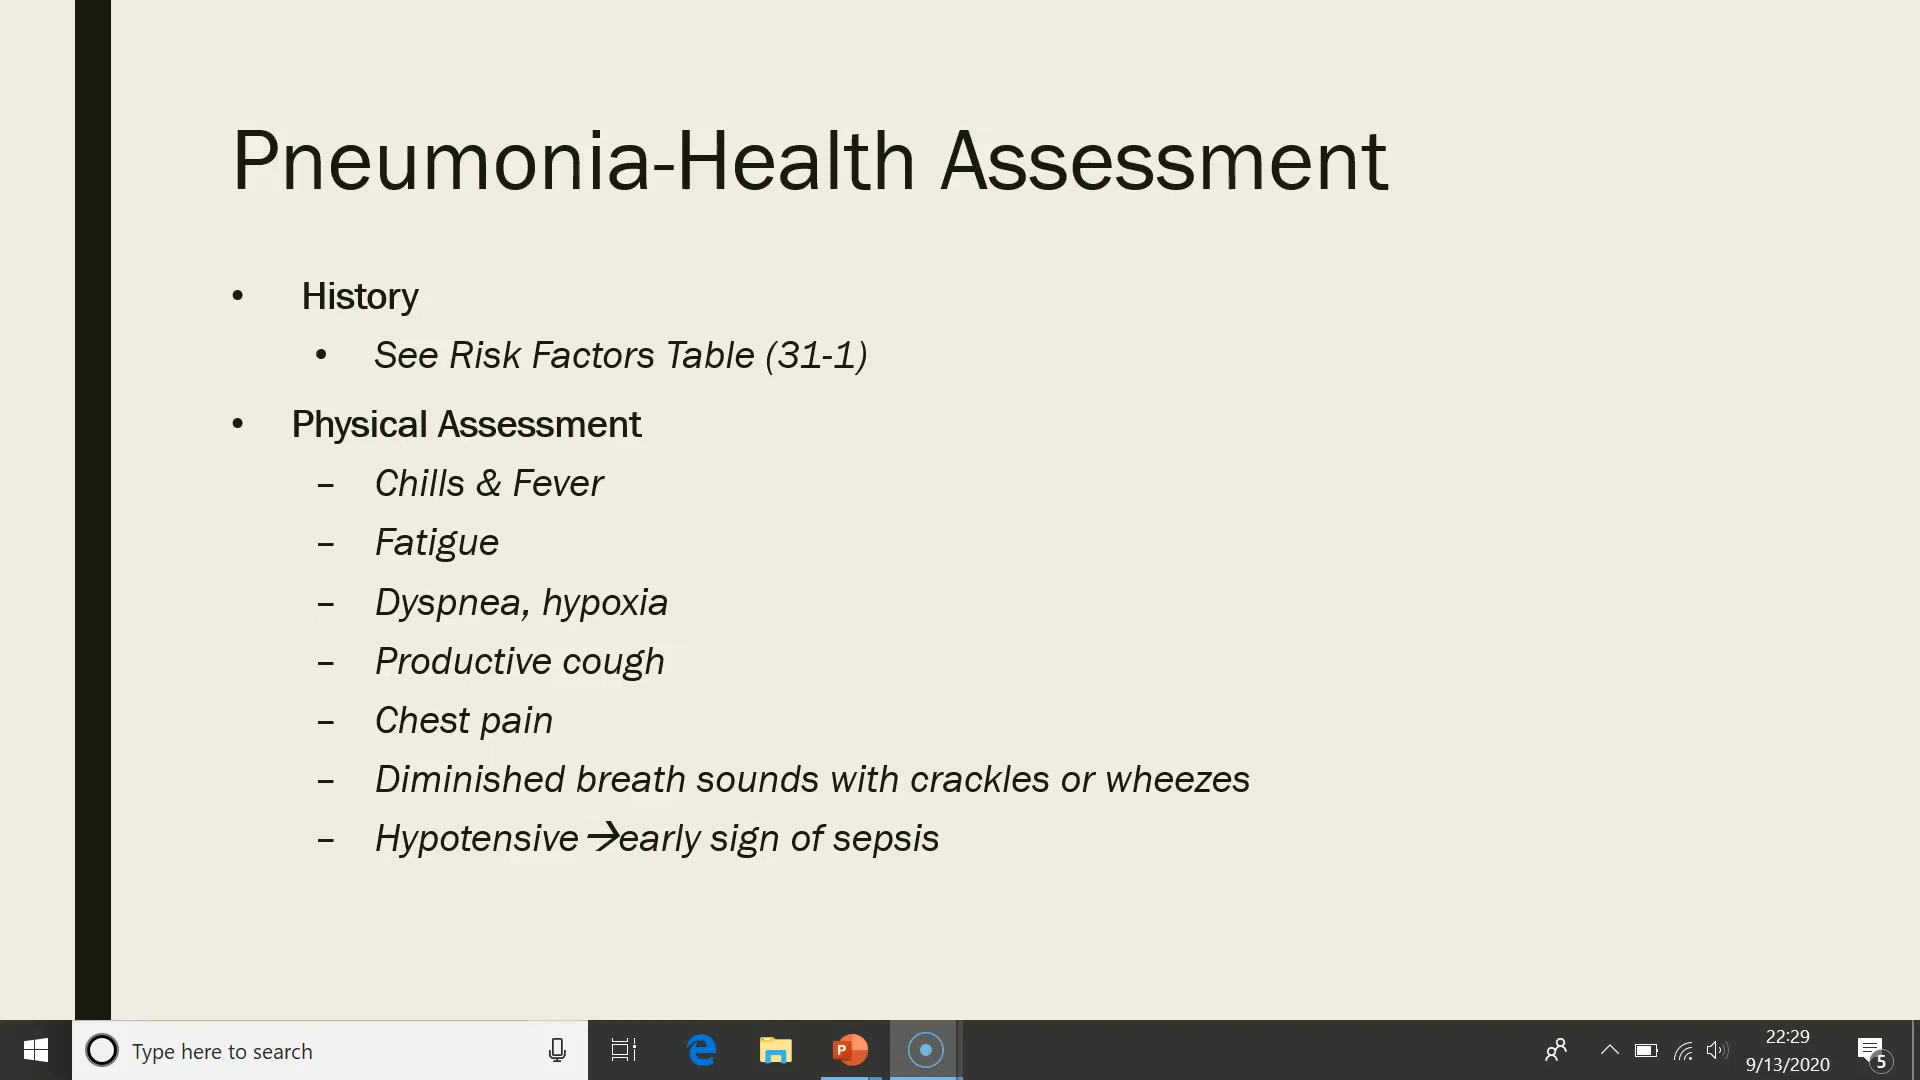 Pneumonia-Health Assessment
• History
• See Risk Factors Table (31-1)
• Physical Assessment
– Chills & Fever
– Fatigue
– Dyspnea, hypoxia
– Productive cough
– Chest pain
– Diminished breath sounds with crackles or wheezes
– Hypotensive→early sign of sepsis
Type here to search
P
22:29
9/13/2020
5